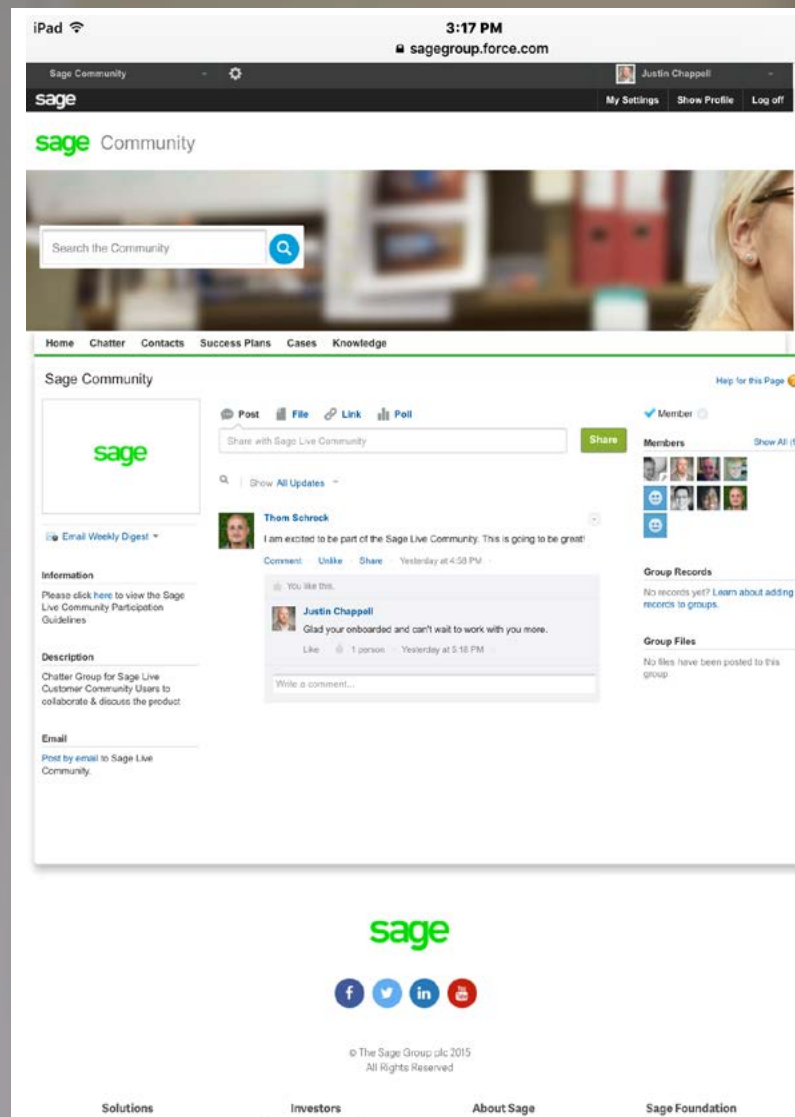 iPad
3:17 PM
sagegroup.force.com
Sage Community
Justin Chappell
sage
My Settings Show Profile Log off
sage Community
Search the Community
Home Chatter Contacts Success Plans Cases Knowledge
Sage Community
Help for this Page
sage
Email Weekly Digest
Information
Please click here to view the Sage
Live Community Participation
Guidelines
Description
Chatter Group for Sage Live
Customer Community Users to
collaborate & discuss the product
Email
Post by email to Sage Live
Community.
Post File Link Poll
Share with Sage Live Community
Share
Show All Updates
Thom Schrock
I am excited to be part of the Sage Live Community. This is going to be great!
Comment · Unlike · Share · Yesterday at 4:58 PM ·
You like this.
Justin Chappell
Glad your onboarded and can't wait to work with you more.
Like · 1 person · Yesterday at 5:18 PM ·
Write a comment...
Member
Members
Show All
Group Records
No records yet? Learn about adding
records to groups.
Group Files
No files have been posted to this
group.
sage
f in You Tube
© The Sage Group plc 2015
All Rights Reserved
Solutions Investors About Sage Sage Foundation